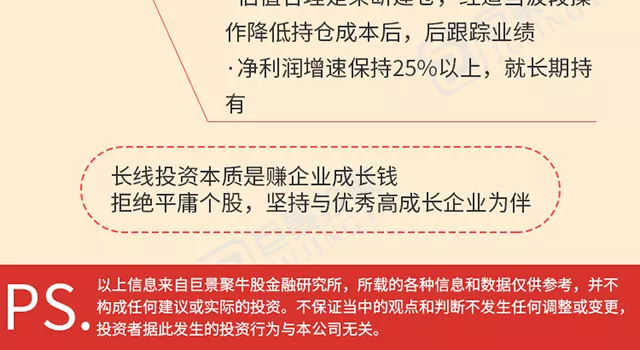 作降低持仓成本后，后跟踪业绩
·净利润增速保持25%以上，就长期持
有
长线投资本质是赚企业成长钱
拒绝平庸个股，坚持与优秀高成长企业为伴
PS.
以上信息来自巨景聚牛股金融研究所，所载的各种信息和数据仅供参考，并不
构成任何建议或实际的投资。不保证当中的观点和判断不发生任何调整或变更，
投资者据此发生的投资行为与本公司无关。